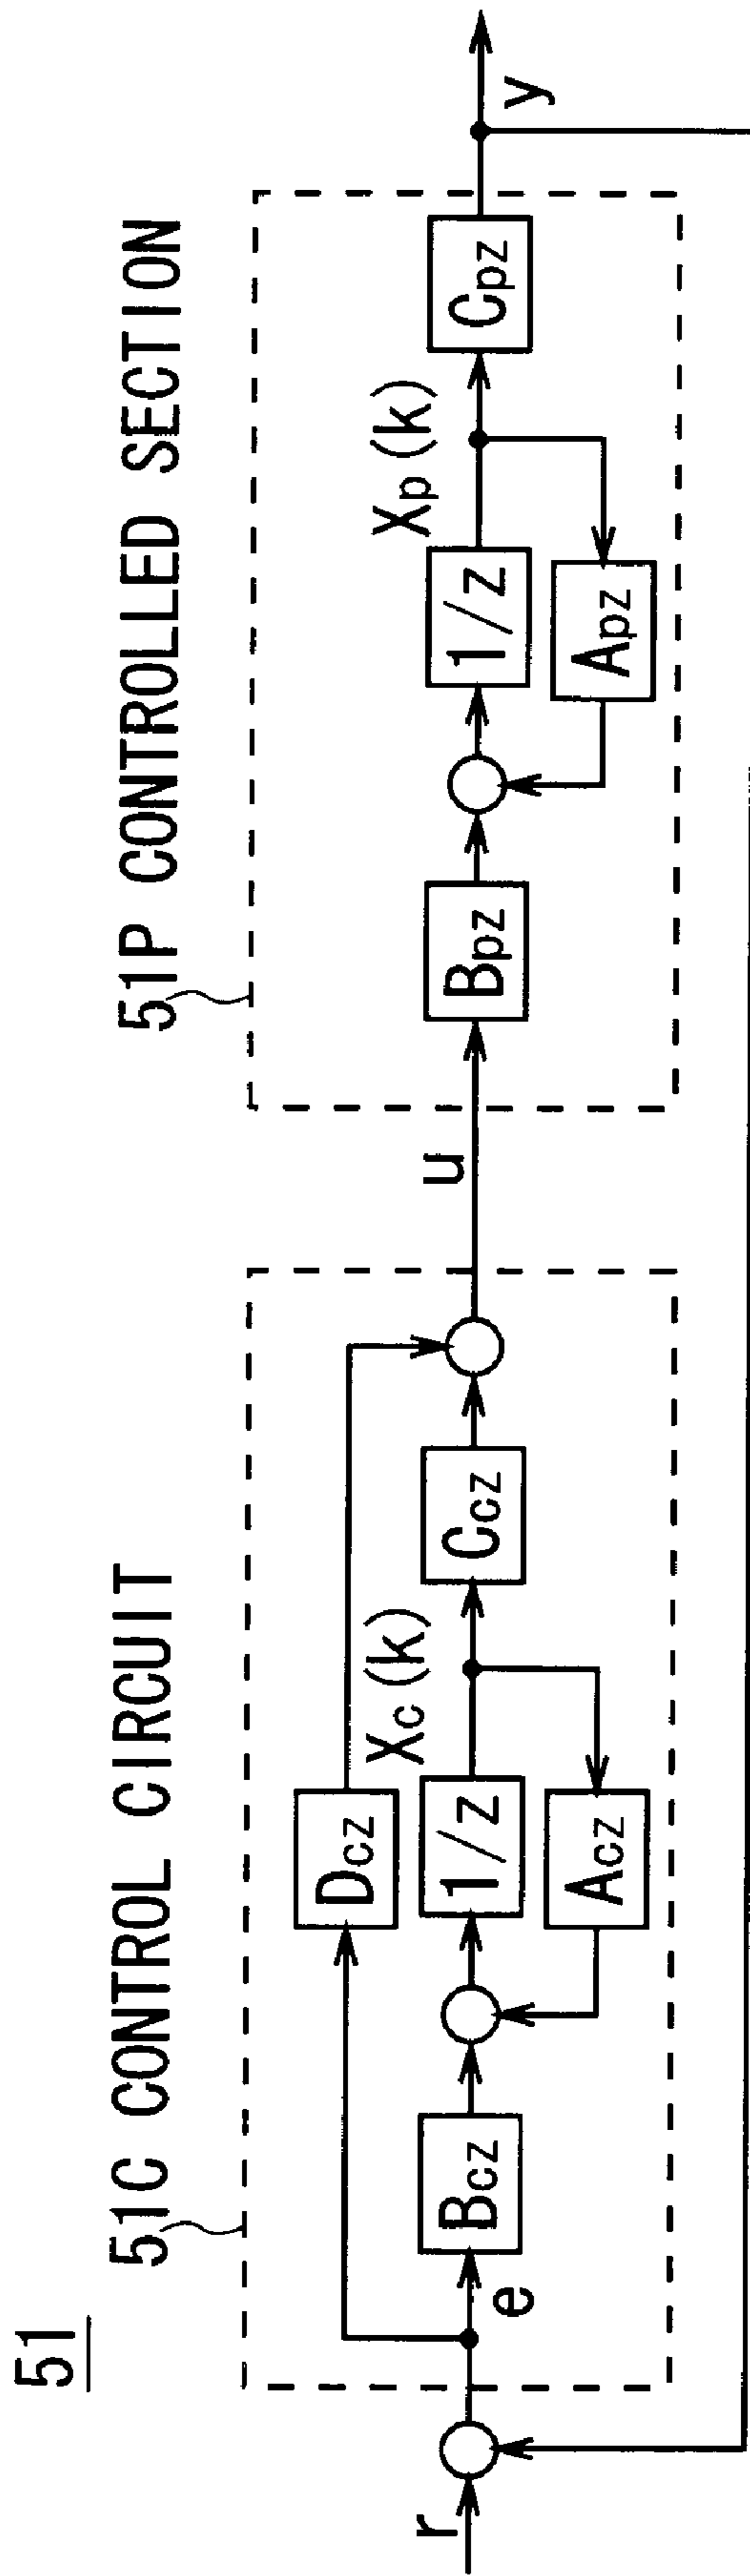 51
51C CONTROL CIRCUIT
51P CONTROLLED SECTION
r
e
Bcz
Dcz
1/z
Xc(k)
Acz
Ccz
u
Bpz
1/z
Xp(k)
Apz
Cpz
y